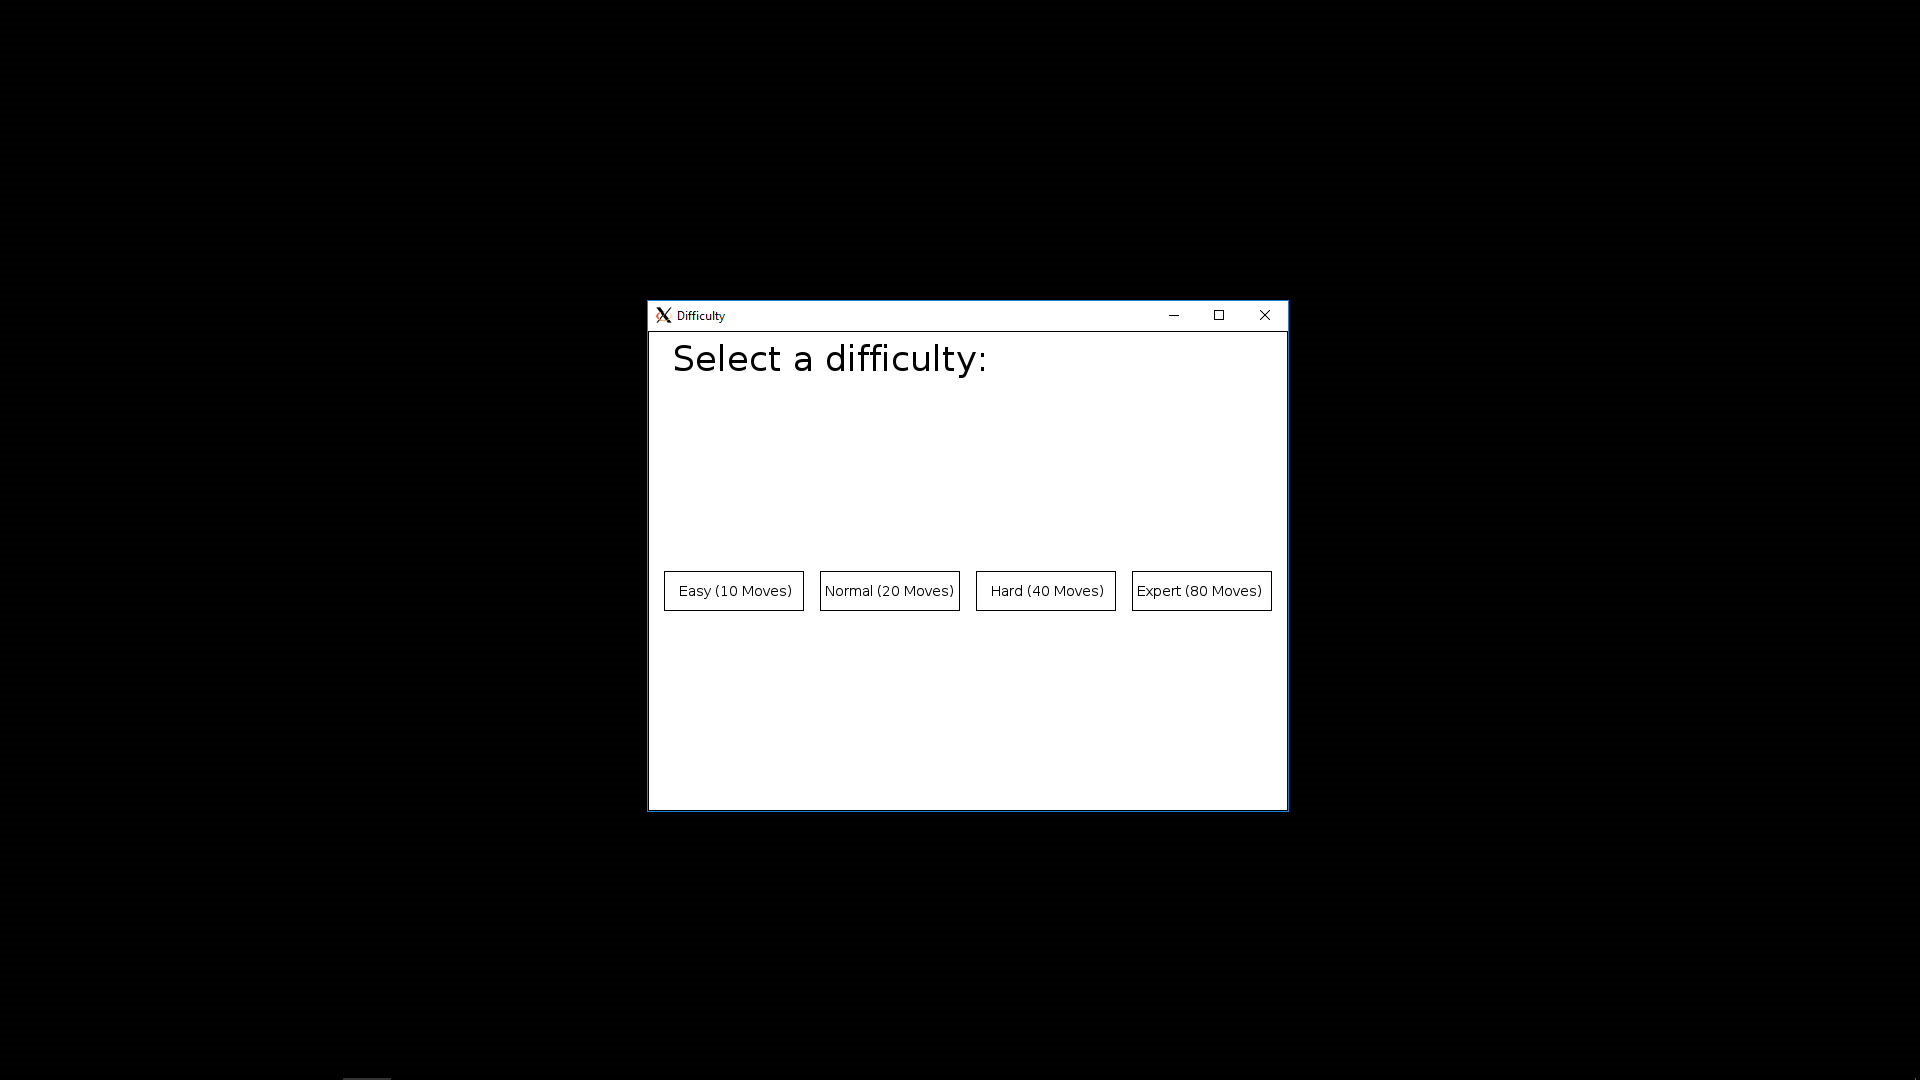 Difficulty
Select a difficulty:
Easy (10 Moves) Normal (20 Moves) Hard (40 Moves) Expert (80 Moves)